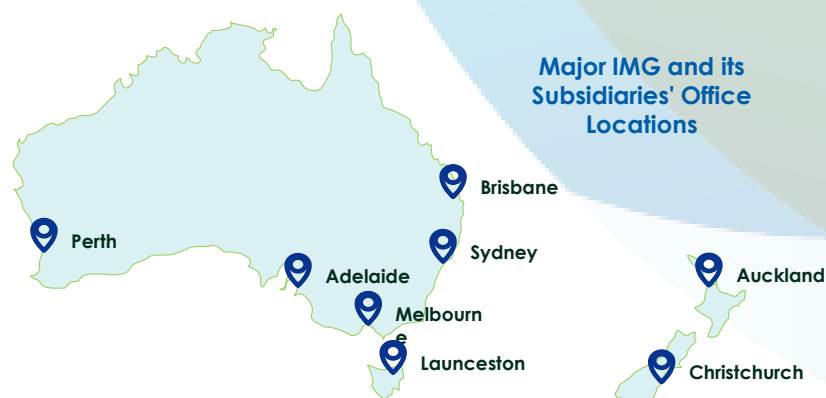 Major IMG and its
Subsidiaries' Office
Locations
Brisbane
Perth
Sydney
Adelaide
Auckland
Melbourn
e
Launceston
Christchurch